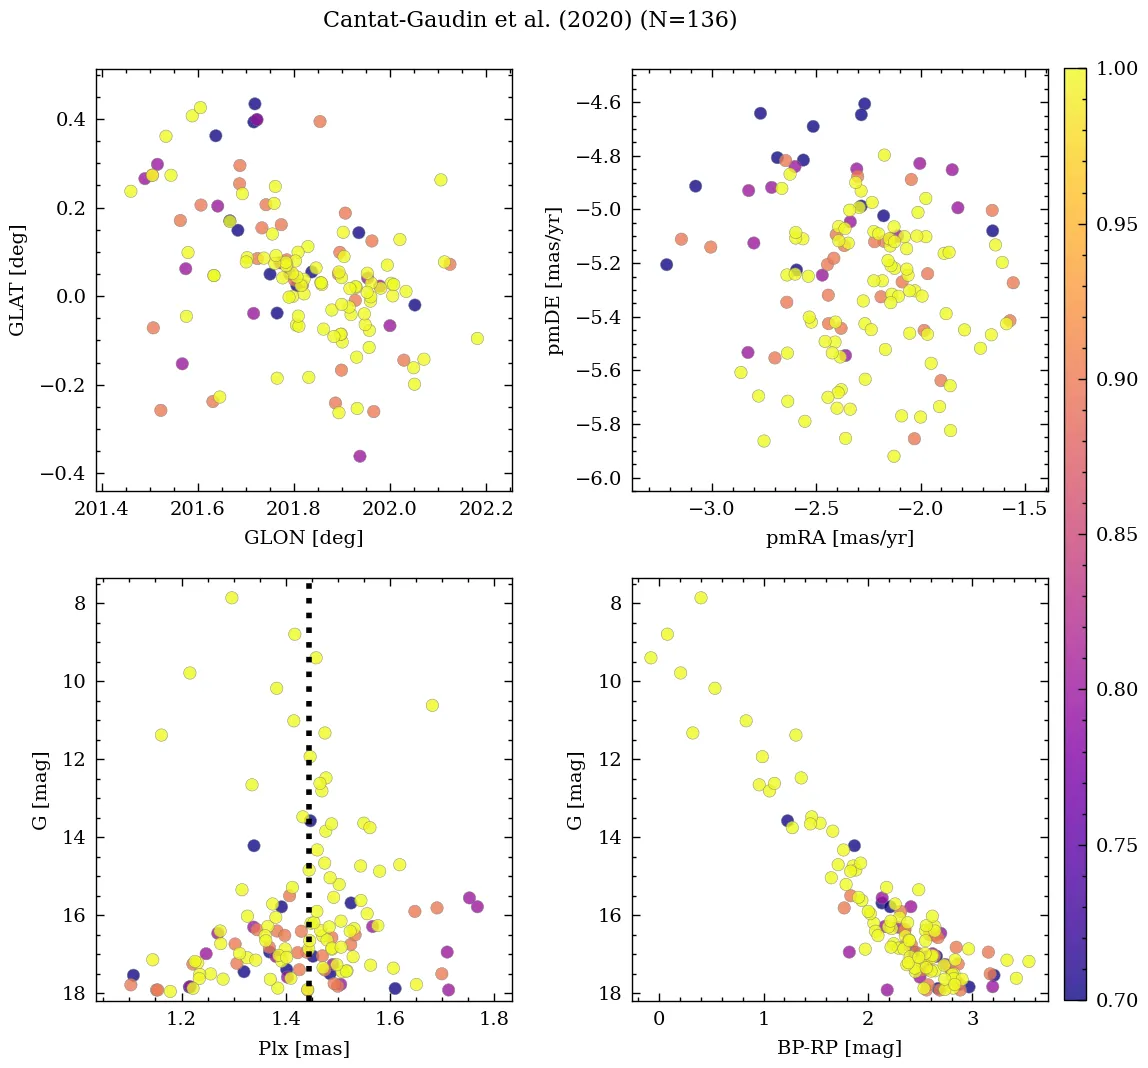 Cantat-Gaudin et al. (2020) (N=136)
0.4
0.2
0.0
−0.2
−0.4
GLAT [deg]
201.4 201.6 201.8 202.0 202.2
GLON [deg]
−4.6
−4.8
−5.0
−5.2
−5.4
−5.6
−5.8
−6.0
pmDE [mas/yr]
−3.0 −2.5 −2.0 −1.5
pmRA [mas/yr]
8
10
12
14
16
18
G [mag]
1.2 1.4 1.6 1.8
Plx [mas]
8
10
12
14
16
18
G [mag]
0 1 2 3
BP-RP [mag]
1.00
0.95
0.90
0.85
0.80
0.75
0.70